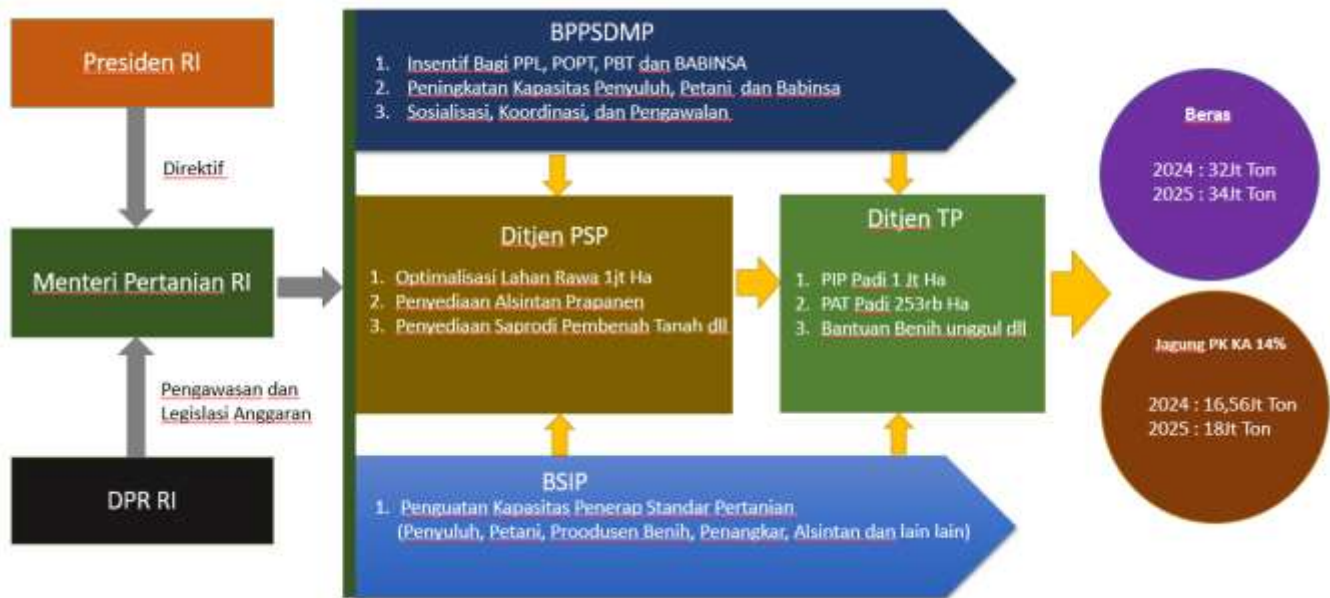 Presiden RI
Direktif
Menteri Pertanian RI
Pengawasan dan
Legislasi Anggaran
DPR RI
BPPSDMP
1. Insentif Bagi PPL, POPT, PBT dan BABINSA
2. Peningkatan Kapasitas Penyuluh, Petani, dan Babinsa
3. Sosialisasi, Koordinasi, dan Pengawalan
Ditjen PSP
1. Optimalisasi Lahan Rawa 1jt Ha
2. Penyediaan Alsintan Prapanen
3. Penyediaan Saprodi Pembenah Tanah dll
Ditjen TP
1. PIP Padi 1 Jt Ha
2. PAT Padi 253rb Ha
3. Bantuan Benih unggul dll
BSIP
1. Penguatan Kapasitas Penerap Standar Pertanian
(Penyuluh, Petani, Proodusen Benih, Penangkar, Alsintan dan lain lain)
Beras
2024 : 32Jt Ton
2025 : 34Jt Ton
Jagung PK KA 14%
2024 : 16,56Jt Ton
2025 : 18Jt Ton